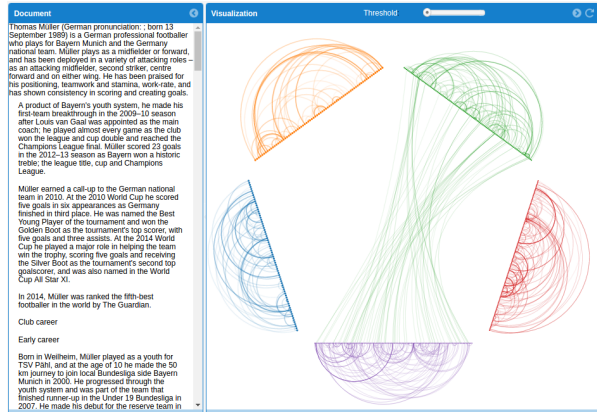 Document
Visualization
Threshold
Thomas Müller (German pronunciation: ; born 13
September 1989) is a German professional footballer
who plays for Bayern Munich and the Germany
national team. Müller plays as a midfielder or forward,
and has been deployed in a variety of attacking roles –
as an attacking midfielder, second striker, centre
forward and on either wing. He has been praised for
his positioning, teamwork and stamina, work-rate, and
has shown consistency in scoring and creating goals.
A product of Bayern's youth system, he made his
first-team breakthrough in the 2009–10 season
after Louis van Gaal was appointed as the main
coach; he played almost every game as the club
won the league and cup double and reached the
Champions League final. Müller scored 23 goals
in the 2012–13 season as Bayern won a historic
treble; the league title, cup and Champions
League.
Müller earned a call-up to the German national
team in 2010. At the 2010 World Cup he scored
five goals in six appearances as Germany
finished in third place. He was named the Best
Young Player of the tournament and won the
Golden Boot as the tournament's top scorer, with
five goals and three assists. At the 2014 World
Cup he played a major role in helping the team
win the trophy, scoring five goals and receiving
the Silver Boot as the tournament's second top
goalscorer, and was also named in the World
Cup All Star XI.
In 2014, Müller was ranked the fifth-best
footballer in the world by The Guardian.
Club career
Early career
Born in Weilheim, Müller played as a youth for
TSV Pähl, and at the age of 10 he made the 50
km journey to join local Bundesliga side Bayern
Munich in 2000. He progressed through the
youth system and was part of the team that
finished runner-up in the Under 19 Bundesliga in
2007. He made his debut for the reserve team in